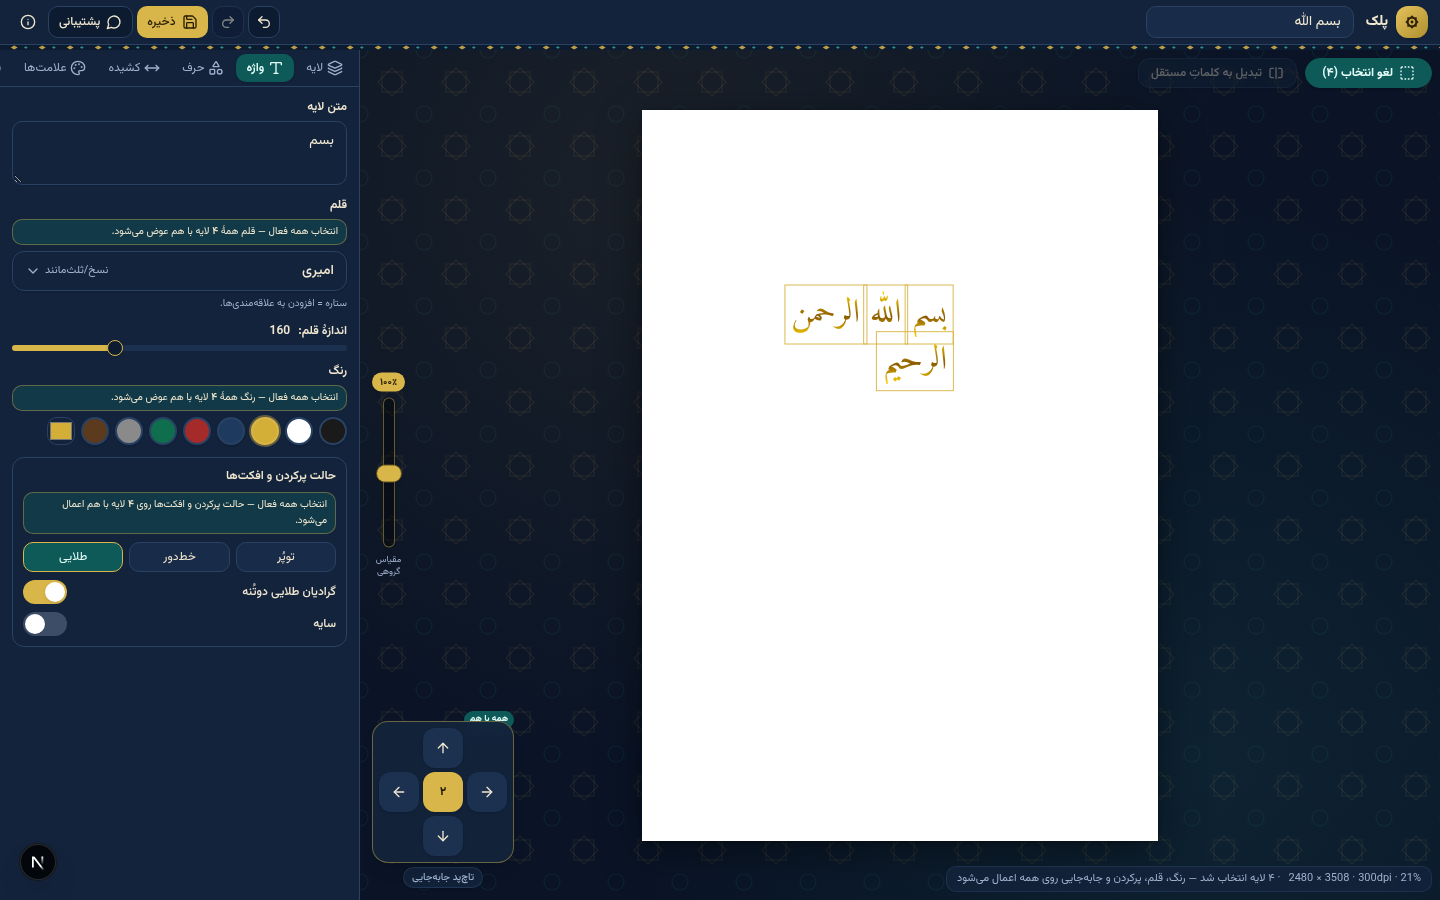 پلک
بسم الله
ذخیره
پشتیبانی
لغو انتخاب (۴)
تبدیل به کلماتِ مستقل
لایه
واژه
حرف
کشیده
علامت‌ها
متن لایه
بسم
قلم
انتخاب همه فعال — قلم همهٔ ۴ لایه با هم عوض می‌شود.
امیری
نسخ/ثلث‌مانند
ستاره = افزودن به علاقه‌مندی‌ها.
اندازهٔ قلم: 160
رنگ
انتخاب همه فعال — رنگ همهٔ ۴ لایه با هم عوض می‌شود.
حالت پرکردن و افکت‌ها
انتخاب همه فعال — حالت پرکردن و افکت‌ها روی ۴ لایه با هم اعمال
می‌شود.
توپُر
خط‌دور
طلایی
گرادیان طلایی دوتُنه
سایه
بسم الله الرحمن
الرحیم
۱۰۰٪
مقیاس
گروهی
همه با هم
۲
تاچ‌پد جابه‌جایی
۴ لایه انتخاب شد — رنگ، قلم، پرکردن و جابه‌جایی روی همه اعمال می‌شود · 2480 × 3508 · 300dpi · 21%
N